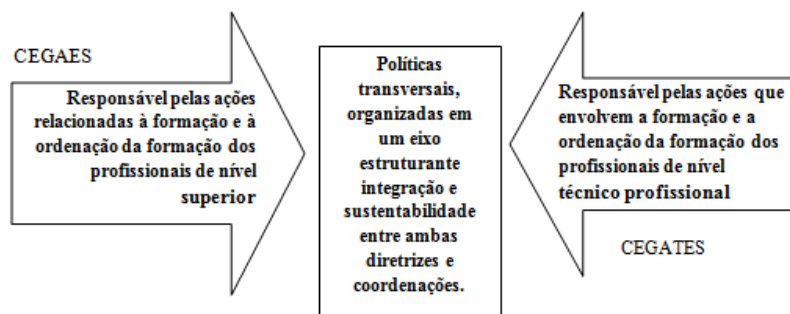 CEGAES
Responsável pelas ações
relacionadas à formação e à
ordenação da formação dos
profissionais de nível
superior
Políticas
transversais,
organizadas em
um eixo
estruturante
integração e
sustentabilidade
entre ambas
diretrizes e
coordenações.
Responsável pelas ações que
envolvem a formação e a
ordenação da formação dos
profissionais de nível
técnico profissional
CEGATES